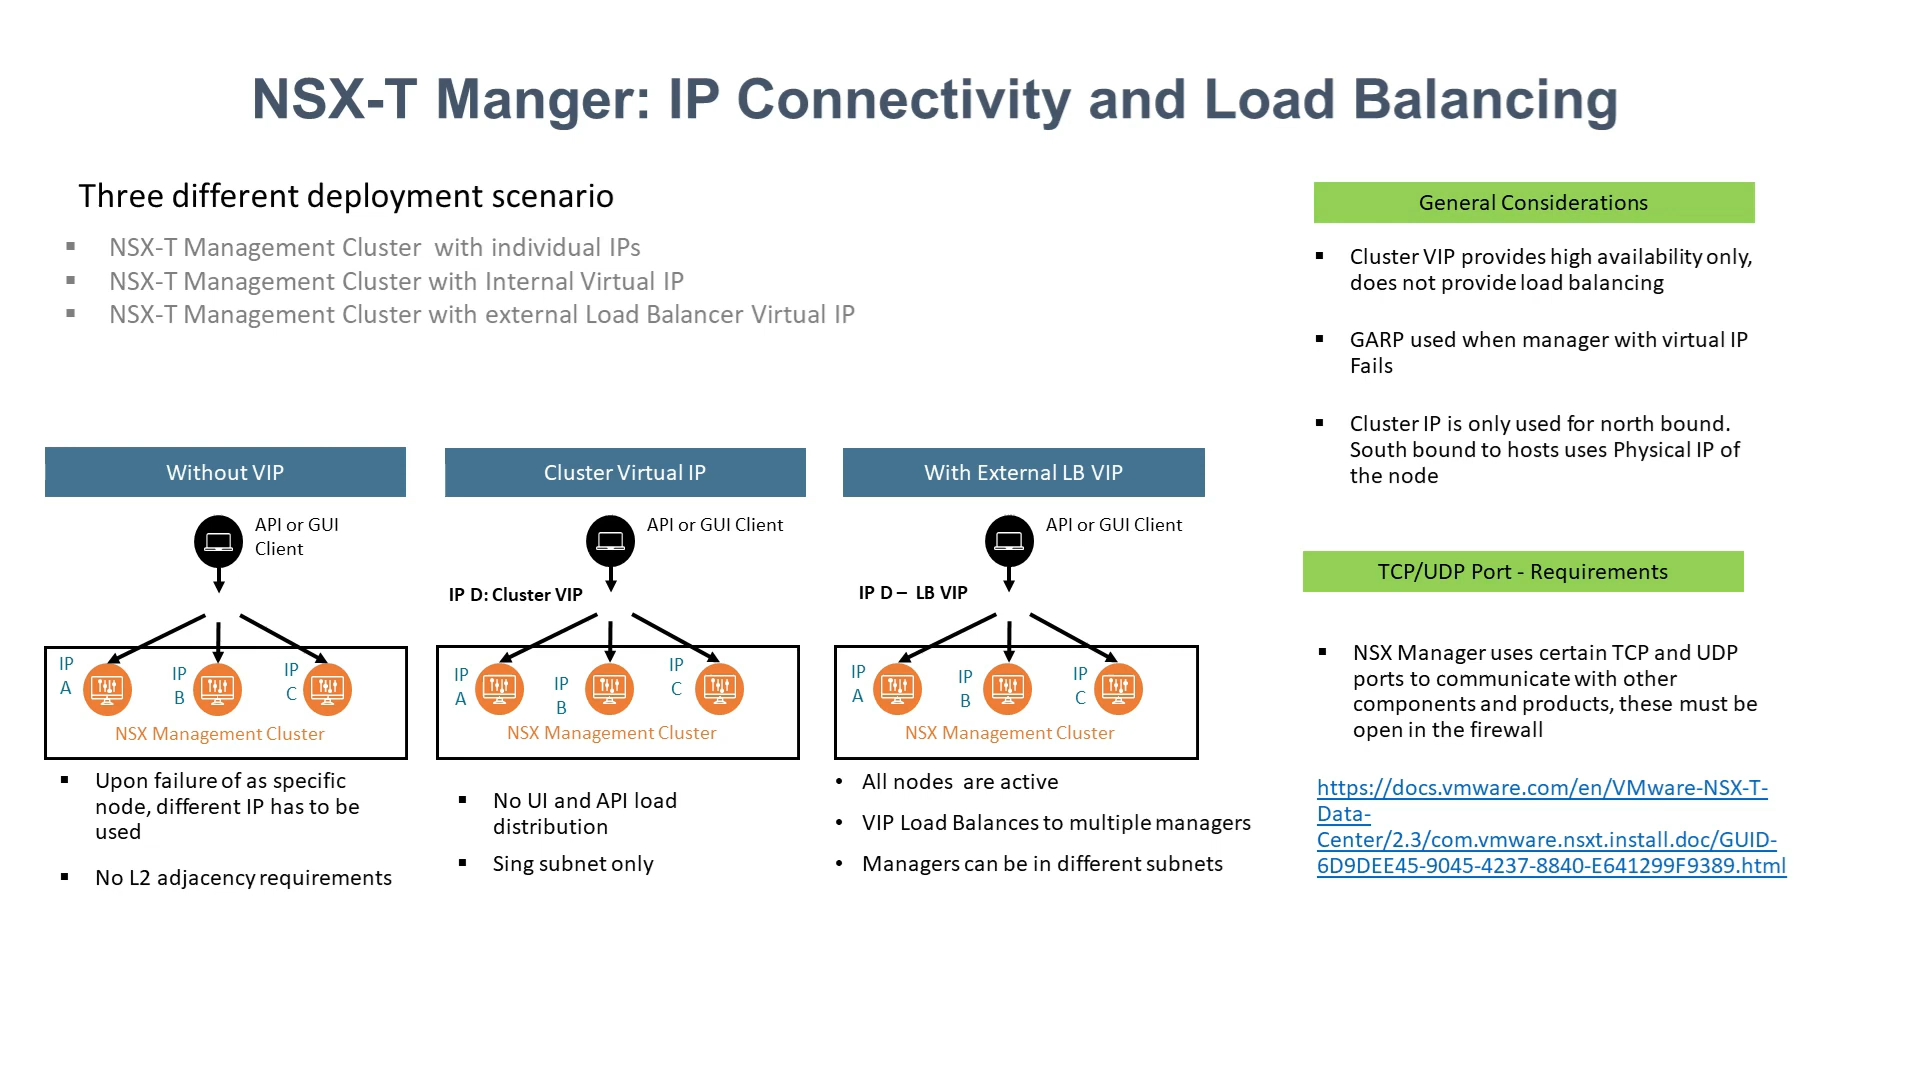 NSX-T Manger: IP Connectivity and Load Balancing
Three different deployment scenario
▪ NSX-T Management Cluster with individual IPs
▪ NSX-T Management Cluster with Internal Virtual IP
▪ NSX-T Management Cluster with external Load Balancer Virtual IP
Without VIP
API or GUI
Client
IP
A
IP
B
IP
C
NSX Management Cluster
▪ Upon failure of as specific
node, different IP has to be
used
▪ No L2 adjacency requirements
Cluster Virtual IP
API or GUI Client
IP D: Cluster VIP
IP
A
IP
B
IP
C
NSX Management Cluster
▪ No UI and API load
distribution
▪ Sing subnet only
With External LB VIP
API or GUI Client
IP D – LB VIP
IP
A
IP
B
IP
C
NSX Management Cluster
• All nodes are active
• VIP Load Balances to multiple managers
• Managers can be in different subnets
General Considerations
▪ Cluster VIP provides high availability only,
does not provide load balancing
▪ GARP used when manager with virtual IP
Fails
▪ Cluster IP is only used for north bound.
South bound to hosts uses Physical IP of
the node
TCP/UDP Port - Requirements
▪ NSX Manager uses certain TCP and UDP
ports to communicate with other
components and products, these must be
open in the firewall
https://docs.vmware.com/en/VMware-NSX-T-
Data-
Center/2.3/com.vmware.nsxt.install.doc/GUID-
6D9DEE45-9045-4237-8840-E641299F9389.html